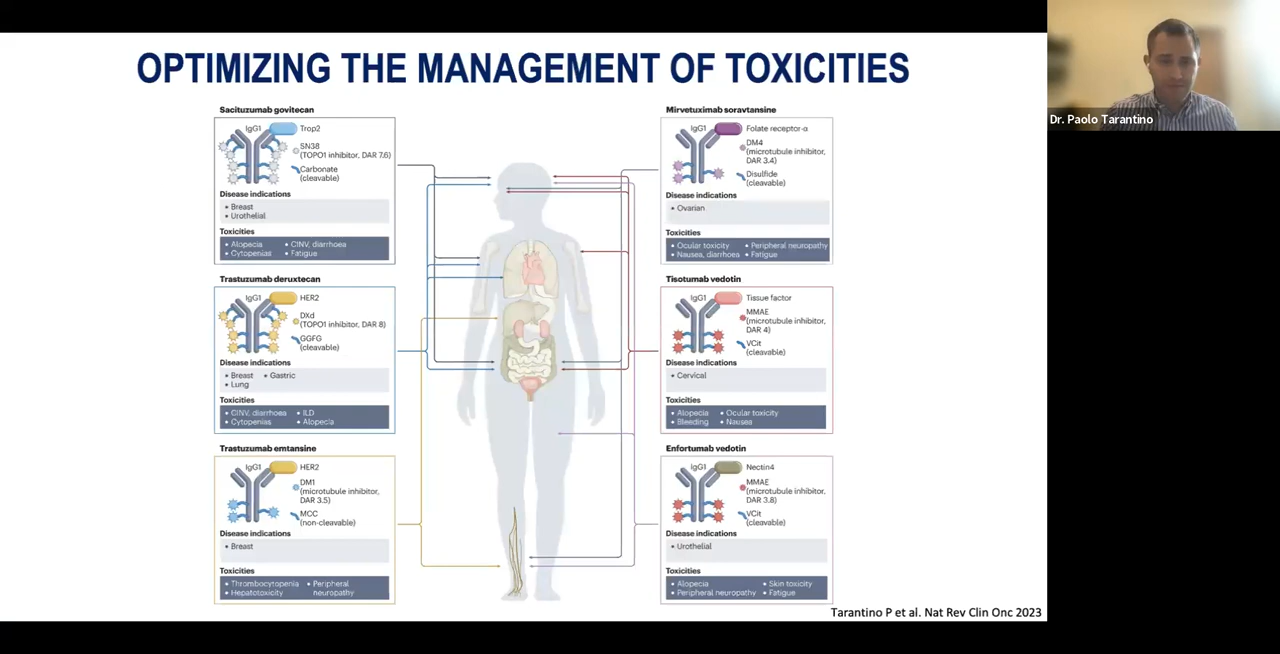 OPTIMIZING THE MANAGEMENT OF TOXICITIES
Dr. Paolo Tarantino
Sacituzumab govitecan
IgG1
Trop2
SN38
(TOPO1 inhibitor, DAR 7.6)
Carbonate
(cleavable)
Disease indications
• Breast
• Urothelial
Toxicities
• Alopecia • CINV, diarrhoea
• Cytopenias • Fatigue
Trastuzumab deruxtecan
IgG1
HER2
DXd
(TOPO1 inhibitor, DAR 8)
GGFG
(cleavable)
Disease indications
• Breast • Gastric
• Lung
Toxicities
• CINV, diarrhoea • ILD
• Cytopenias • Alopecia
Trastuzumab emtansine
IgG1
HER2
DM1
(microtubule inhibitor,
DAR 3.5)
MCC
(non-cleavable)
Disease indications
• Breast
Toxicities
• Thrombocytopenia • Peripheral
• Hepatotoxicity neuropathy
Mirvetuximab soravtansine
IgG1
Folate receptor-α
DM4
(microtubule inhibitor,
DAR 3.4)
Disulfide
(cleavable)
Disease indications
• Ovarian
Toxicities
• Ocular toxicity • Peripheral neuropathy
• Nausea, diarrhoea • Fatigue
Tisotumab vedotin
IgG1
Tissue factor
MMAE
(microtubule inhibitor,
DAR 4)
VCit
(cleavable)
Disease indications
• Cervical
Toxicities
• Alopecia • Ocular toxicity
• Bleeding • Nausea
Enfortumab vedotin
IgG1
Nectin4
MMAE
(microtubule inhibitor,
DAR 3.8)
VCit
(cleavable)
Disease indications
• Urothelial
Toxicities
• Alopecia • Skin toxicity
• Peripheral neuropathy • Fatigue
Tarantino P et al. Nat Rev Clin Onc 2023